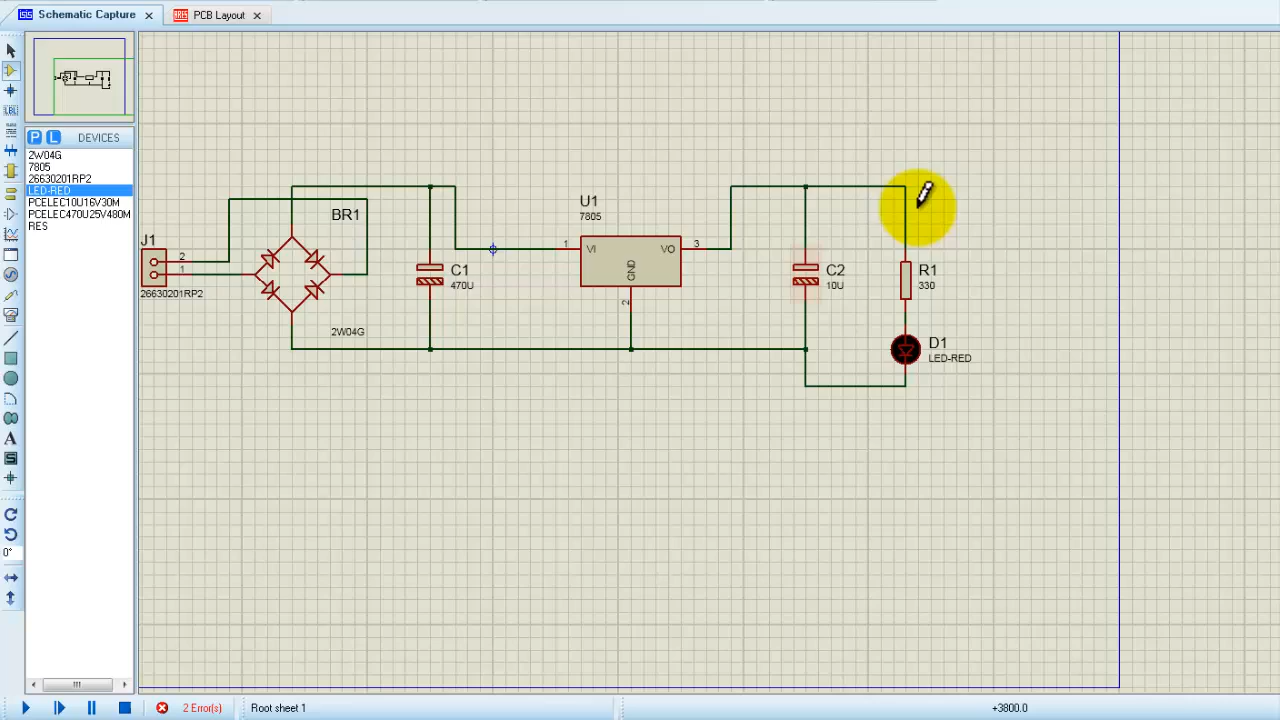 Schematic Capture
PCB Layout
P L DEVICES
2W04G
7805
26630201RP2
LED-RED
PCELEC10U16V30M
PCELEC470U25V480M
RES
LBL
A
S
0°
J1
2
1
26630201RP2
BR1
2W04G
C1
470U
U1
7805
1
VI
VO
3
GND
2
C2
10U
R1
330
D1
LED-RED
2 Error(s)
Root sheet 1
+3800.0